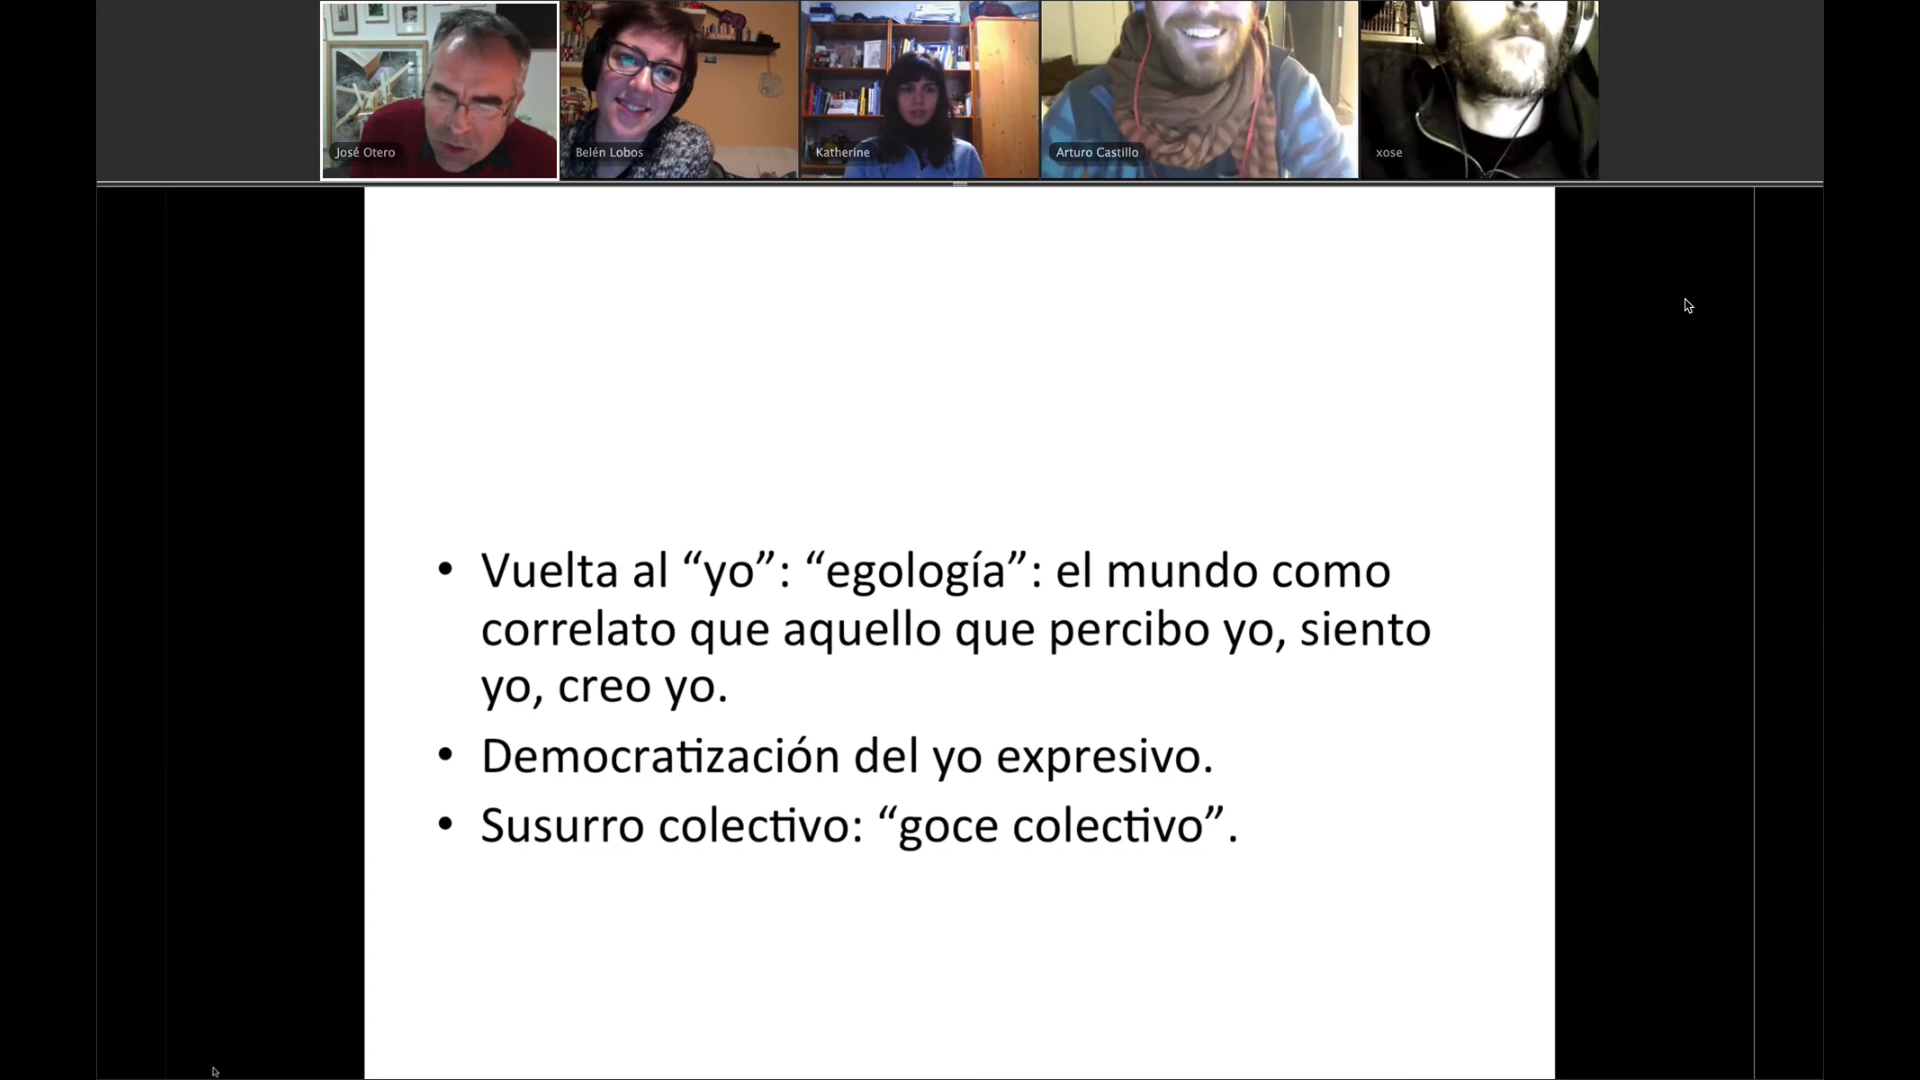 José Otero
Belén Lobos
Katherine
Arturo Castillo
xose
• Vuelta al “yo”: “egología”: el mundo como
correlato que aquello que percibo yo, siento
yo, creo yo.
• Democratización del yo expresivo.
• Susurro colectivo: “goce colectivo”.